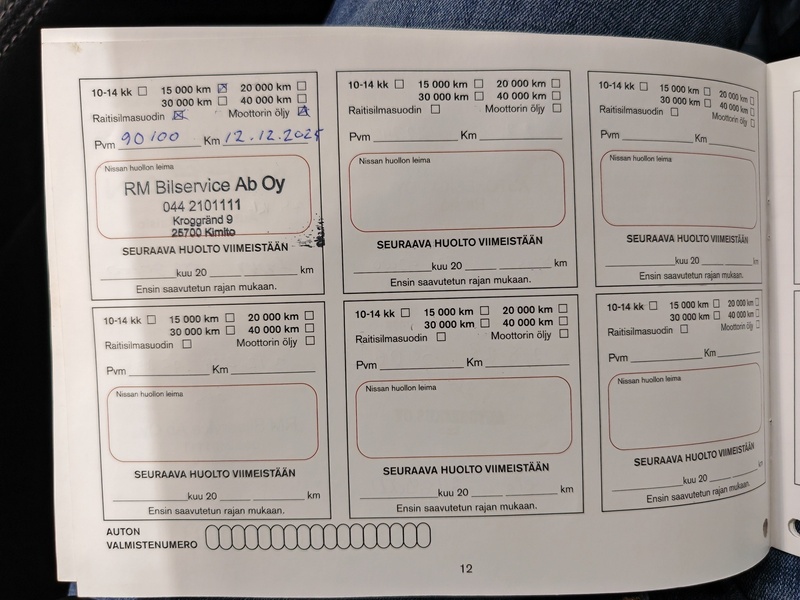 10-14 kk ☐ 15 000 km ☒ 20 000 km ☐
30 000 km ☐ 40 000 km ☐
Raitisilmasuodin ☒ Moottorin öljy ☒
Pvm 90100 Km 12.12.2025
Nissan huollon leima
RM Bilservice Ab Oy
044 2101111
Kroggränd 9
25700 Kimito
SEURAAVA HUOLTO VIIMEISTÄÄN
kuu 20 km
Ensin saavutetun rajan mukaan.
10-14 kk ☐ 15 000 km ☐ 20 000 km ☐
30 000 km ☐ 40 000 km ☐
Raitisilmasuodin ☐ Moottorin öljy ☐
Pvm Km
Nissan huollon leima
SEURAAVA HUOLTO VIIMEISTÄÄN
kuu 20 km
Ensin saavutetun rajan mukaan.
10-14 kk ☐ 15 000 km ☐ 20 000 km ☐
30 000 km ☐ 40 000 km ☐
Raitisilmasuodin ☐ Moottorin öljy ☐
Pvm Km
Nissan huollon leima
SEURAAVA HUOLTO VIIMEISTÄÄN
kuu 20 km
Ensin saavutetun rajan mukaan.
10-14 kk ☐ 15 000 km ☐ 20 000 km ☐
30 000 km ☐ 40 000 km ☐
Raitisilmasuodin ☐ Moottorin öljy ☐
Pvm Km
Nissan huollon leima
SEURAAVA HUOLTO VIIMEISTÄÄN
kuu 20 km
Ensin saavutetun rajan mukaan.
10-14 kk ☐ 15 000 km ☐ 20 000 km ☐
30 000 km ☐ 40 000 km ☐
Raitisilmasuodin ☐ Moottorin öljy ☐
Pvm Km
Nissan huollon leima
SEURAAVA HUOLTO VIIMEISTÄÄN
kuu 20 km
Ensin saavutetun rajan mukaan.
10-14 kk ☐ 15 000 km ☐ 20 000 km ☐
30 000 km ☐ 40 000 km ☐
Raitisilmasuodin ☐ Moottorin öljy ☐
Pvm Km
Nissan huollon leima
SEURAAVA HUOLTO VIIMEISTÄÄN
kuu 20 km
Ensin saavutetun rajan mukaan.
AUTON
VALMISTENUMERO
12